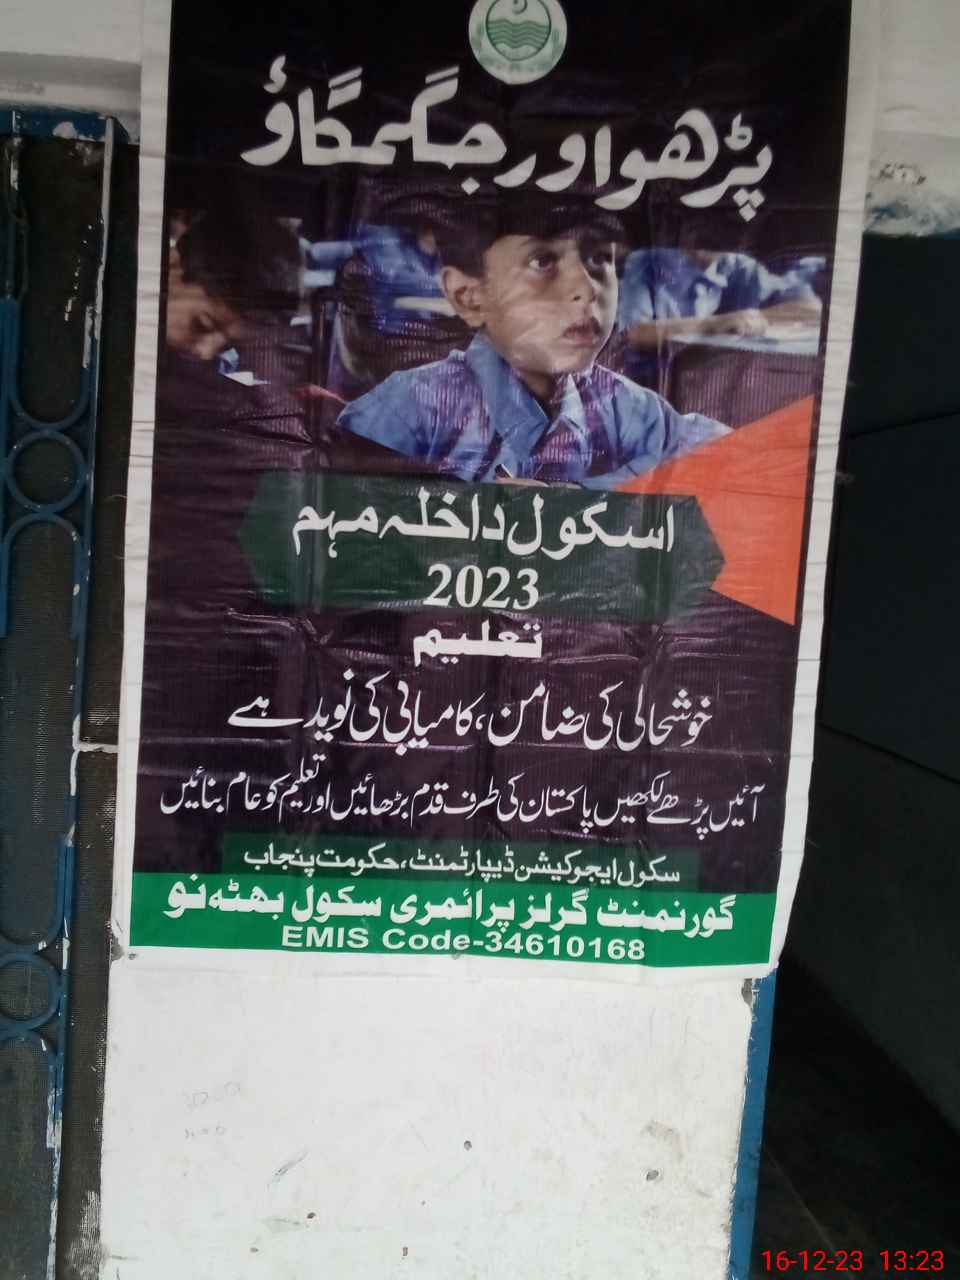 پڑھو اور جگمگاؤ
اسکول داخلہ مہم
2023
تعلیم
خوشحالی کی ضامن، کامیابی کی نوید ہے
آئیں پڑھے لکھیں پاکستان کی طرف قدم بڑھائیں اور تعلیم کو عام بنائیں
سکول ایجوکیشن ڈیپارٹمنٹ، حکومت پنجاب
گورنمنٹ گرلز پرائمری سکول بھٹہ نو
EMIS Code-34610168
16-12-23 13:23